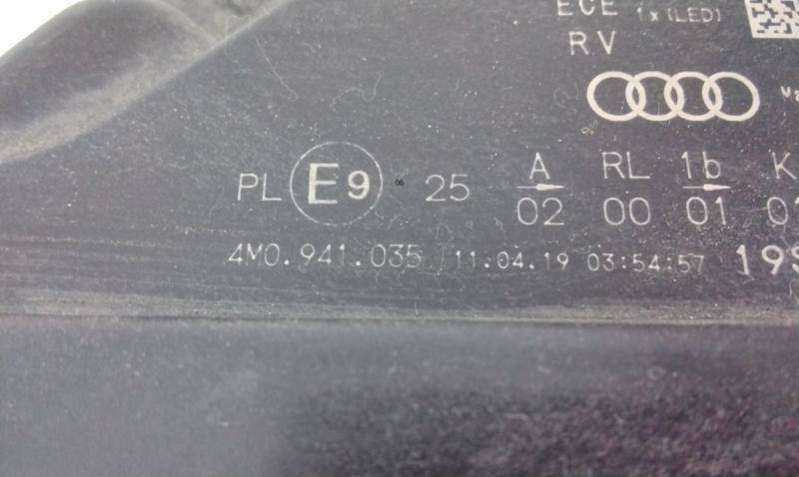 ECE 1x(LED)
RV
PL E9 25 A RL 1b K
02 00 01
4M0.941.035 11.04.19 03:54:57 19S